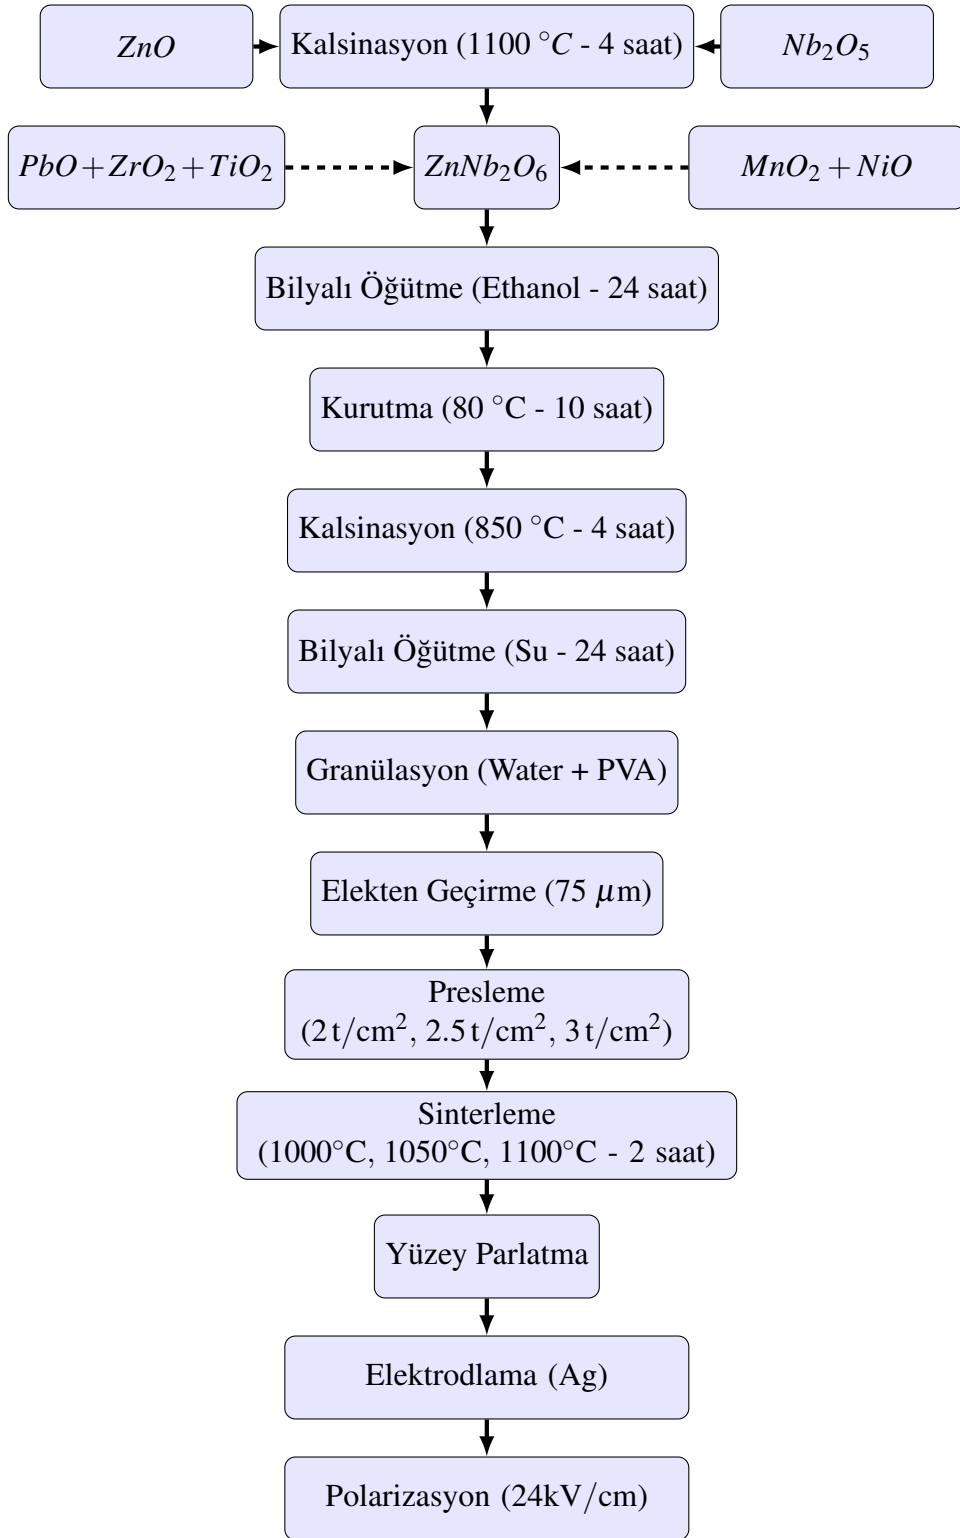 ZnO
Kalsinasyon (1100 °C - 4 saat)
Nb₂O₅
PbO+ZrO₂+TiO₂
ZnNb₂O₆
MnO₂+NiO
Bilyalı Öğütme (Ethanol - 24 saat)
Kurutma (80 °C - 10 saat)
Kalsinasyon (850 °C - 4 saat)
Bilyalı Öğütme (Su - 24 saat)
Granülasyon (Water + PVA)
Elekten Geçirme (75 μm)
Presleme
(2 t/cm², 2.5 t/cm², 3 t/cm²)
Sinterleme
(1000°C, 1050°C, 1100°C - 2 saat)
Yüzey Parlatma
Elektrodlama (Ag)
Polarizasyon (24kV/cm)